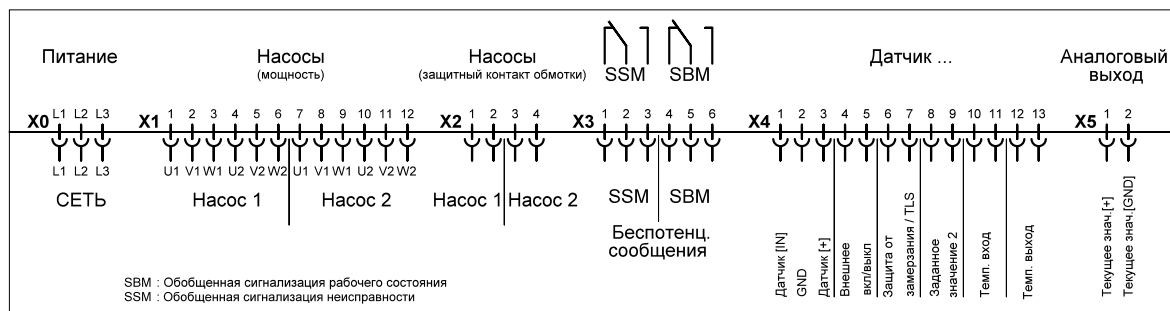 Питание
Насосы
(мощность)
Насосы
(защитный контакт обмотки)
SSM SBM
Датчик ...
Аналоговый
выход
X0 L1 L2 L3
X1 1 2 3 4 5 6 7 8 9 10 11 12
X2 1 2 3 4
X3 1 2 3 4 5 6
X4 1 2 3 4 5 6 7 8 9 10 11 12 13
X5 1 2
L1 L2 L3
U1 V1 W1 U2 V2 W2 U1 V1 W1 U2 V2 W2
СЕТЬ
Насос 1
Насос 2
Насос 1
Насос 2
SSM
SBM
Беспотенц.
сообщения
Датчик [IN]
GND
Датчик [+]
Внешнее
вкл/выкл
Защита от
замерзания / TLS
Заданное
значение 2
Темп. вход
Темп. выход
Текущее знач.[+]
Текущее знач.[GND]
SBM : Обобщенная сигнализация рабочего состояния
SSM : Обобщенная сигнализация неисправности